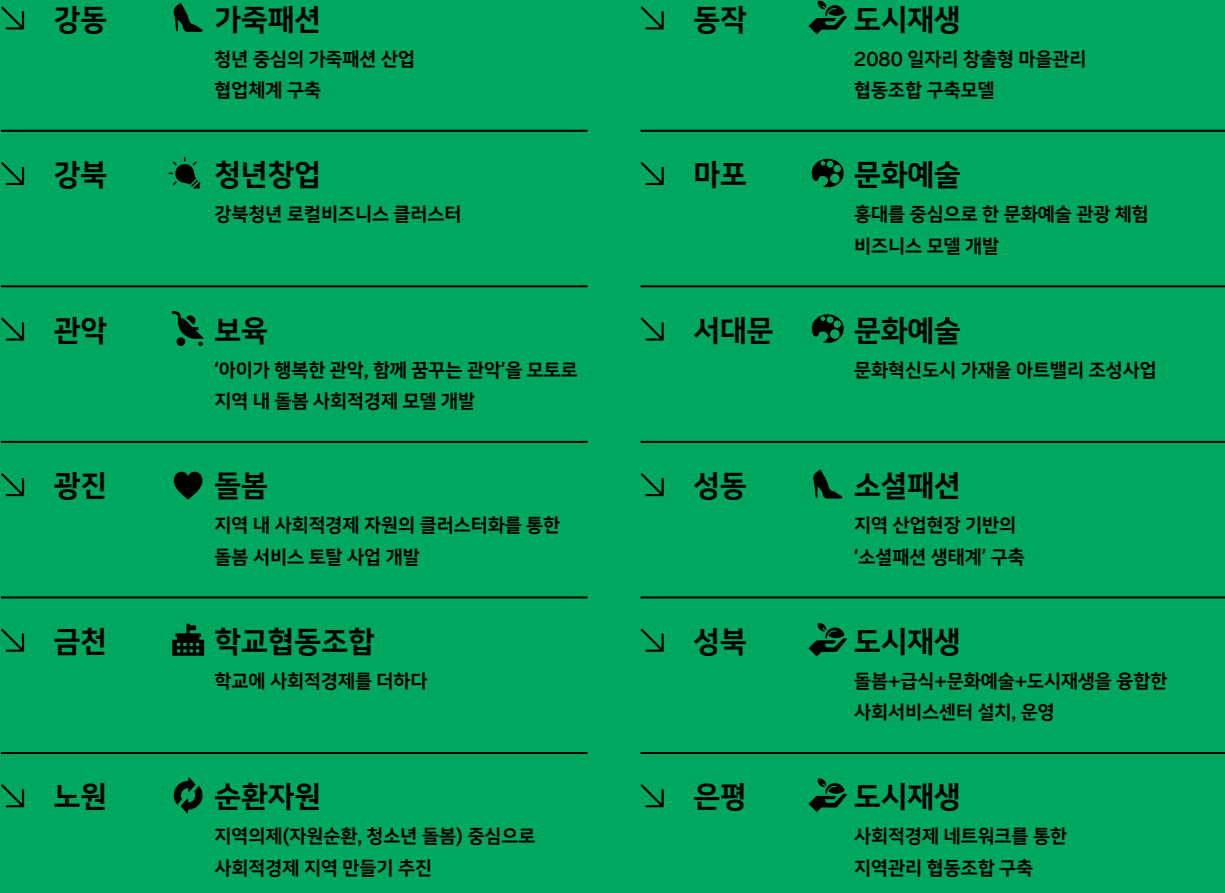 강동
가죽패션
청년 중심의 가죽패션 산업
협업체계 구축
강북
청년창업
강북청년 로컬비즈니스 클러스터
관악
보육
'아이가 행복한 관악, 함께 꿈꾸는 관악'을 모토로
지역 내 돌봄 사회적경제 모델 개발
광진
돌봄
지역 내 사회적경제 자원의 클러스터화를 통한
돌봄 서비스 토탈 사업 개발
금천
학교협동조합
학교에 사회적경제를 더하다
노원
순환자원
지역의제(자원순환, 청소년 돌봄) 중심으로
사회적경제 지역 만들기 추진
동작
도시재생
2080 일자리 창출형 마을관리
협동조합 구축모델
마포
문화예술
홍대를 중심으로 한 문화예술 관광 체험
비즈니스 모델 개발
서대문
문화예술
문화혁신도시 가재울 아트밸리 조성사업
성동
소셜패션
지역 산업현장 기반의
'소셜패션 생태계' 구축
성북
도시재생
돌봄+급식+문화예술+도시재생을 융합한
사회서비스센터 설치, 운영
은평
도시재생
사회적경제 네트워크를 통한
지역관리 협동조합 구축